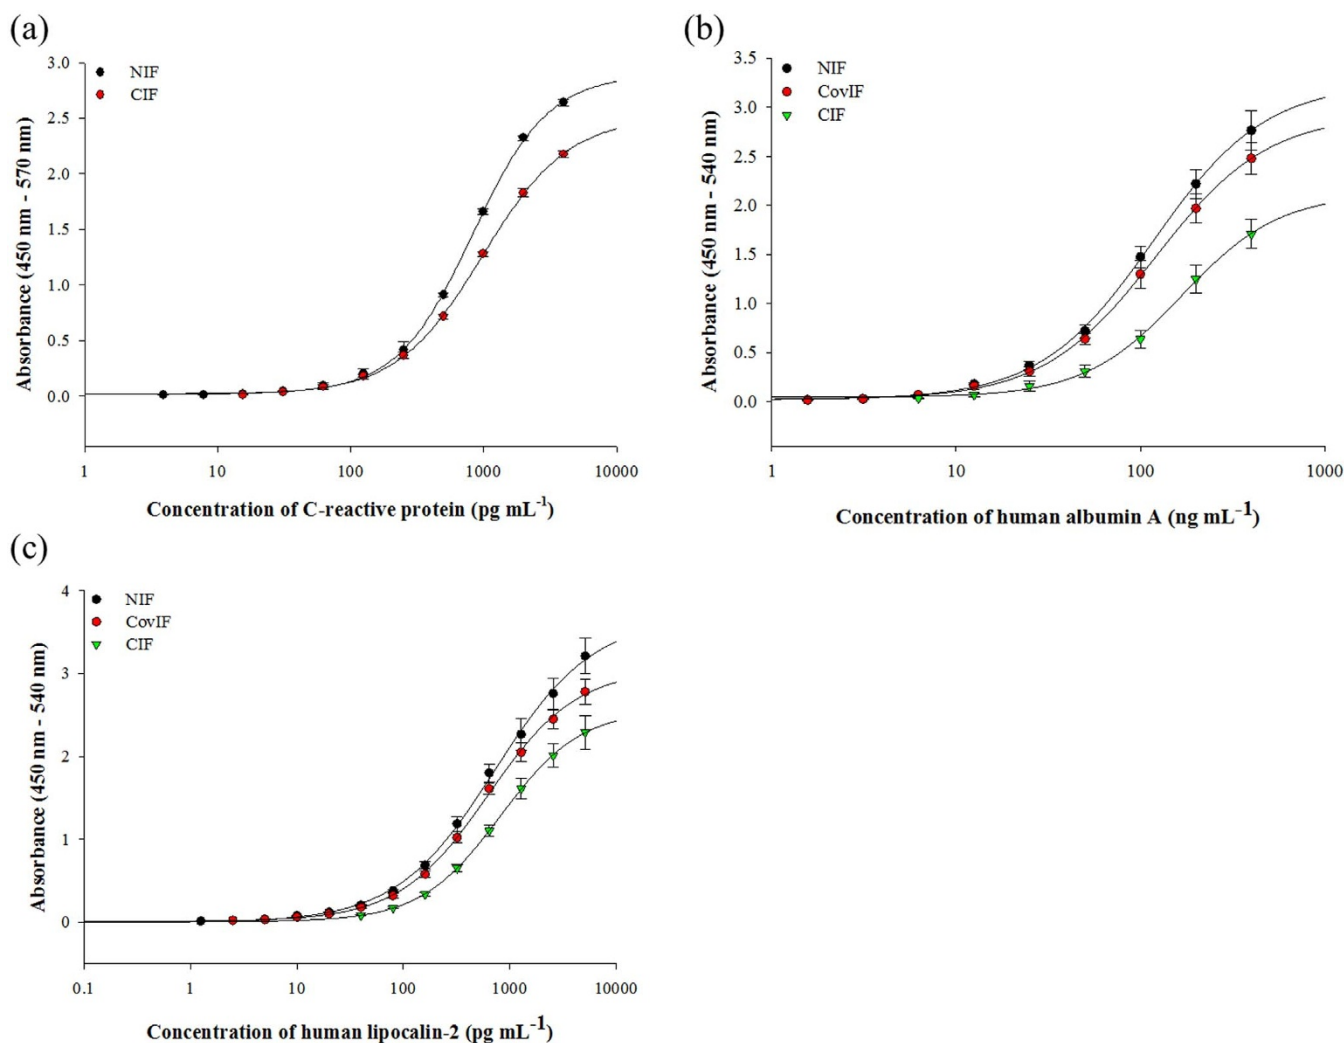 (a)
3.0
2.5
2.0
1.5
1.0
0.5
0.0
Absorbance (450 nm - 570 nm)
NIF
CIF
1 10 100 1000 10000
Concentration of C-reactive protein (pg mL-1)
(b)
3.5
3.0
2.5
2.0
1.5
1.0
0.5
0.0
Absorbance (450 nm - 540 nm)
NIF
CovIF
CIF
1 10 100 1000
Concentration of human albumin A (ng mL-1)
(c)
4
3
2
1
0
Absorbance (450 nm - 540 nm)
NIF
CovIF
CIF
0.1 1 10 100 1000 10000
Concentration of human lipocalin-2 (pg mL-1)